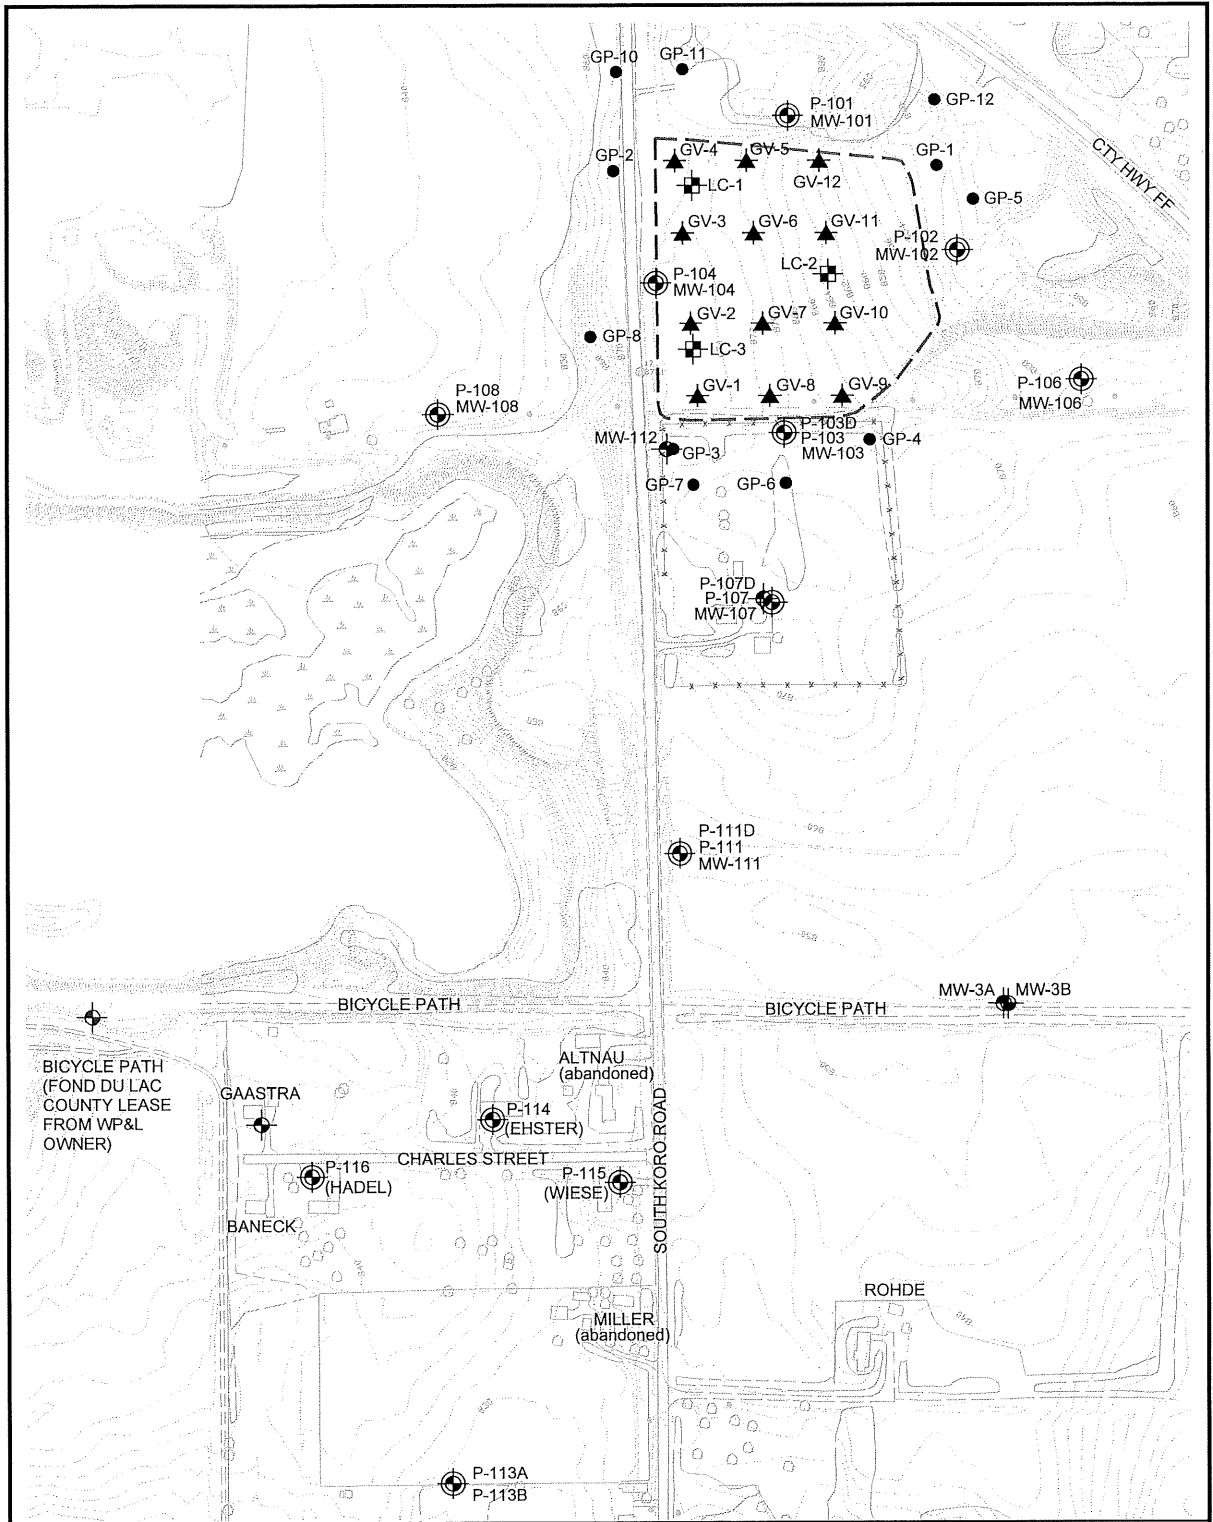 GP-10
GP-11
GP-12
P-101
MW-101
CTY HWY FF
GP-2
GV-4
GV-5
GV-12
GP-1
LC-1
GP-5
GV-3
GV-6
GV-11
P-102
MW-102
LC-2
P-104
MW-104
GV-2
GV-7
GV-10
GP-8
LC-3
P-106
MW-106
GV-1
GV-8
GV-9
P-108
MW-108
P-103D
P-103
MW-103
MW-112
GP-3
GP-4
GP-7
GP-6
P-107D
P-107
MW-107
P-111D
P-111
MW-111
MW-3A
MW-3B
BICYCLE PATH
BICYCLE PATH
BICYCLE PATH
(FOND DU LAC
COUNTY LEASE
FROM WP&L
OWNER)
ALTNAU
(abandoned)
GAASTRA
P-114
(EHSTER)
CHARLES STREET
SOUTH KORO ROAD
P-116
(HADEL)
P-115
(WIESE)
BANECK
ROHDE
MILLER
(abandoned)
P-113A
P-113B